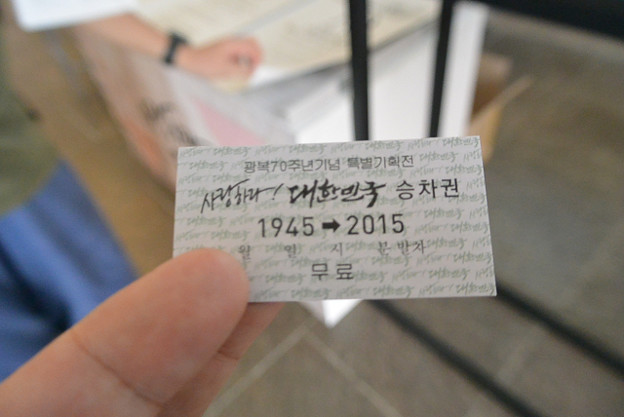 광복70주년기념 특별기획전
사랑하라! 대한민국 승차권
1945➡2015
월 일 시 분 발차
무료